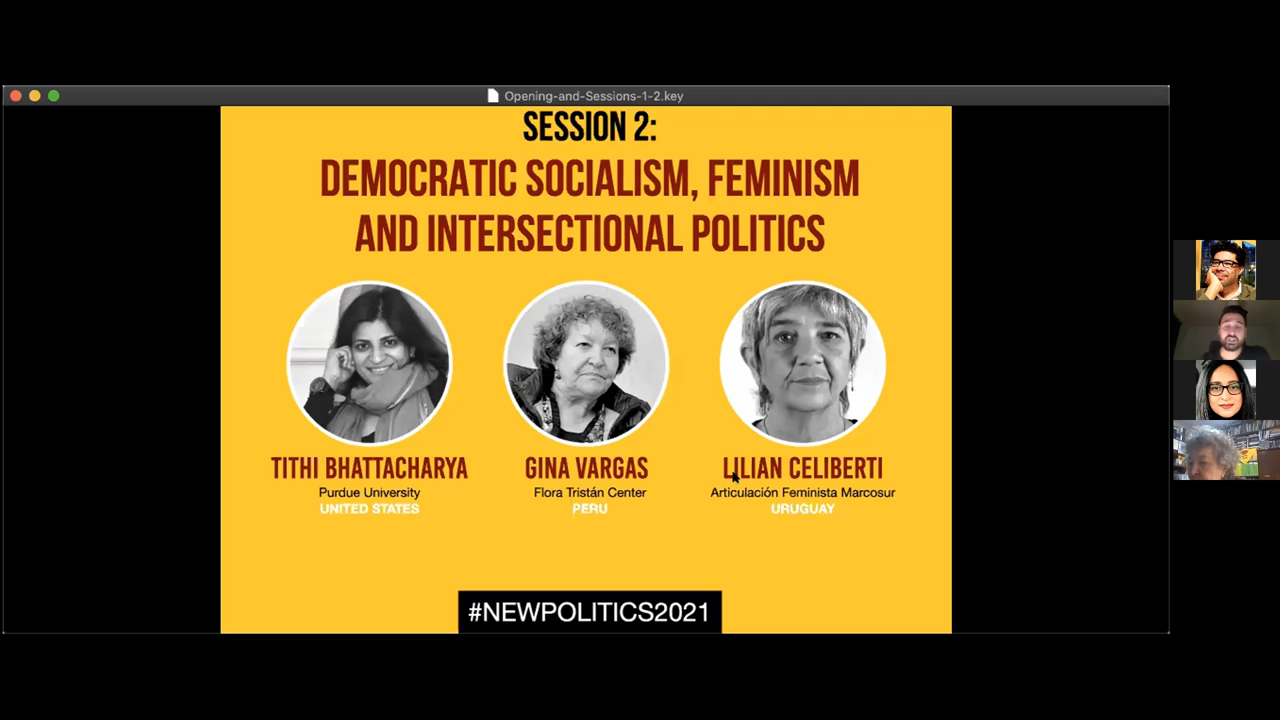 Opening-and-Sessions-1-2.key
SESSION 2:
DEMOCRATIC SOCIALISM, FEMINISM
AND INTERSECTIONAL POLITICS
TITHI BHATTACHARYA
Purdue University
UNITED STATES
GINA VARGAS
Flora Tristán Center
PERU
LILIAN CELIBERTI
Articulación Feminista Marcosur
URUGUAY
#NEWPOLITICS2021